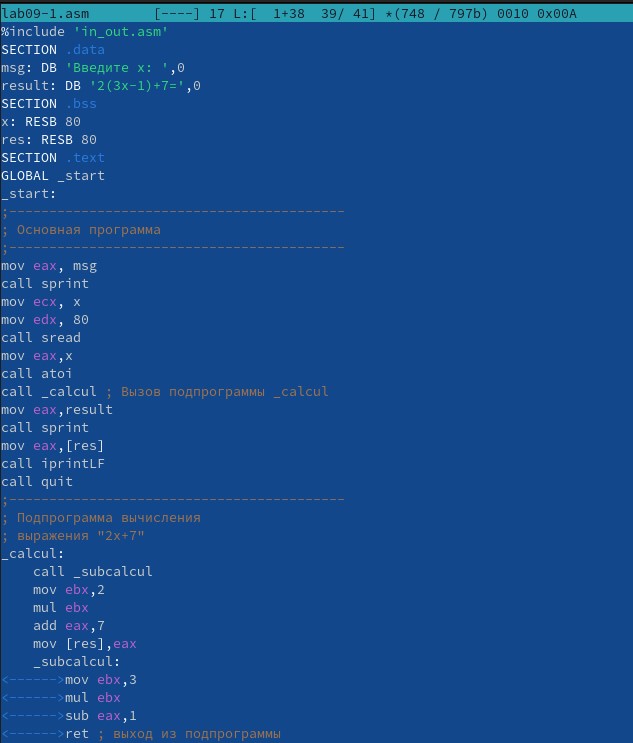 lab09-1.asm        [----] 17 L:[  1+38  39/ 41] *(748 / 797b) 0010 0x00A
%include 'in_out.asm'
SECTION .data
msg: DB 'Введите x: ',0
result: DB '2(3x-1)+7=',0
SECTION .bss
x: RESB 80
res: RESB 80
SECTION .text
GLOBAL _start
_start:
;------------------------------------------
; Основная программа
;------------------------------------------
mov eax, msg
call sprint
mov ecx, x
mov edx, 80
call sread
mov eax,x
call atoi
call _calcul ; Вызов подпрограммы _calcul
mov eax,result
call sprint
mov eax,[res]
call iprintLF
call quit
;------------------------------------------
; Подпрограмма вычисления
; выражения "2x+7"
_calcul:
    call _subcalcul
    mov ebx,2
    mul ebx
    add eax,7
    mov [res],eax
    _subcalcul:
<------>mov ebx,3
<------>mul ebx
<------>sub eax,1
<------>ret ; выход из подпрограммы